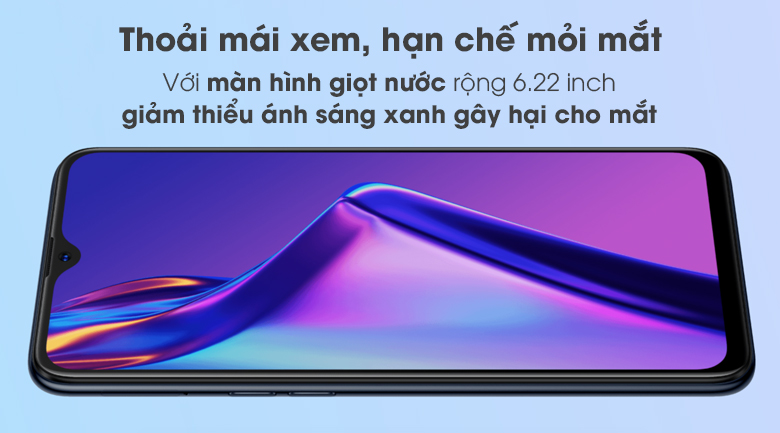 Thoải mái xem, hạn chế mỏi mắt
Với màn hình giọt nước rộng 6.22 inch
giảm thiểu ánh sáng xanh gây hại cho mắt